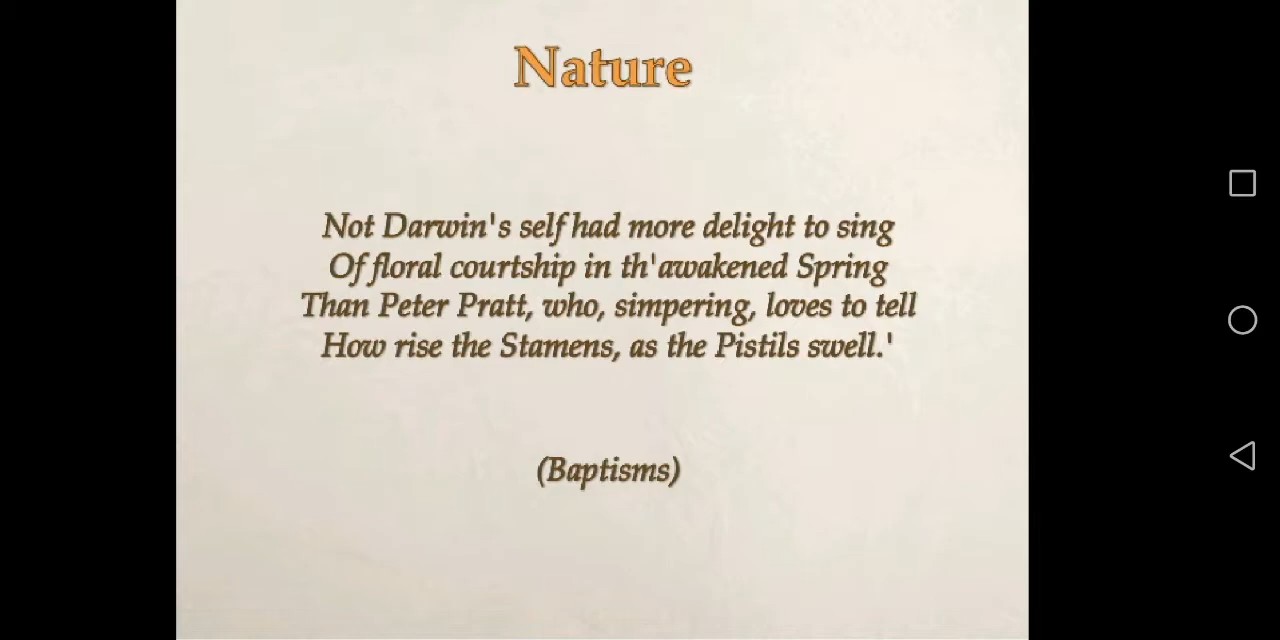 Nature
Not Darwin's self had more delight to sing
Of floral courtship in th'awakened Spring
Than Peter Pratt, who, simpering, loves to tell
How rise the Stamens, as the Pistils swell.'
(Baptisms)